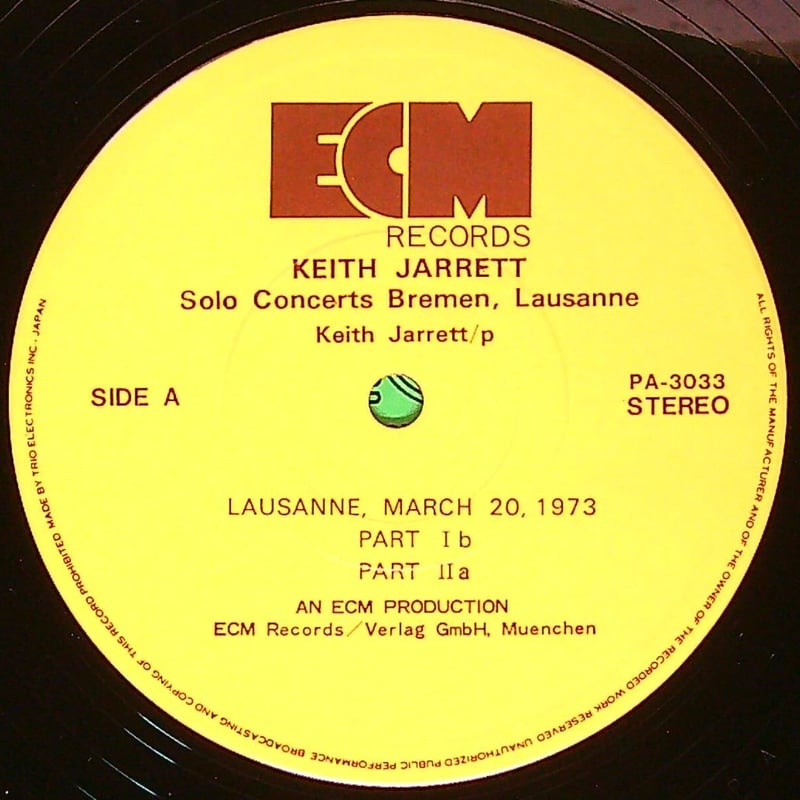 ECM
RECORDS
KEITH JARRETT
Solo Concerts Bremen, Lausanne
Keith Jarrett/p
SIDE A
PA-3033
STEREO
LAUSANNE, MARCH 20, 1973
PART Ib
PART IIa
AN ECM PRODUCTION
ECM Records/Verlag GmbH, Muenchen
ALL RIGHTS OF THE MANUFACTURER AND OF THE OWNER OF THE RECORDED WORK RESERVED UNAUTHORIZED PUBLIC PERFORMANCE BROADCASTING AND COPYING OF THIS RECORD PROHIBITED MADE BY TRIO ELECTRONICS INC. JAPAN